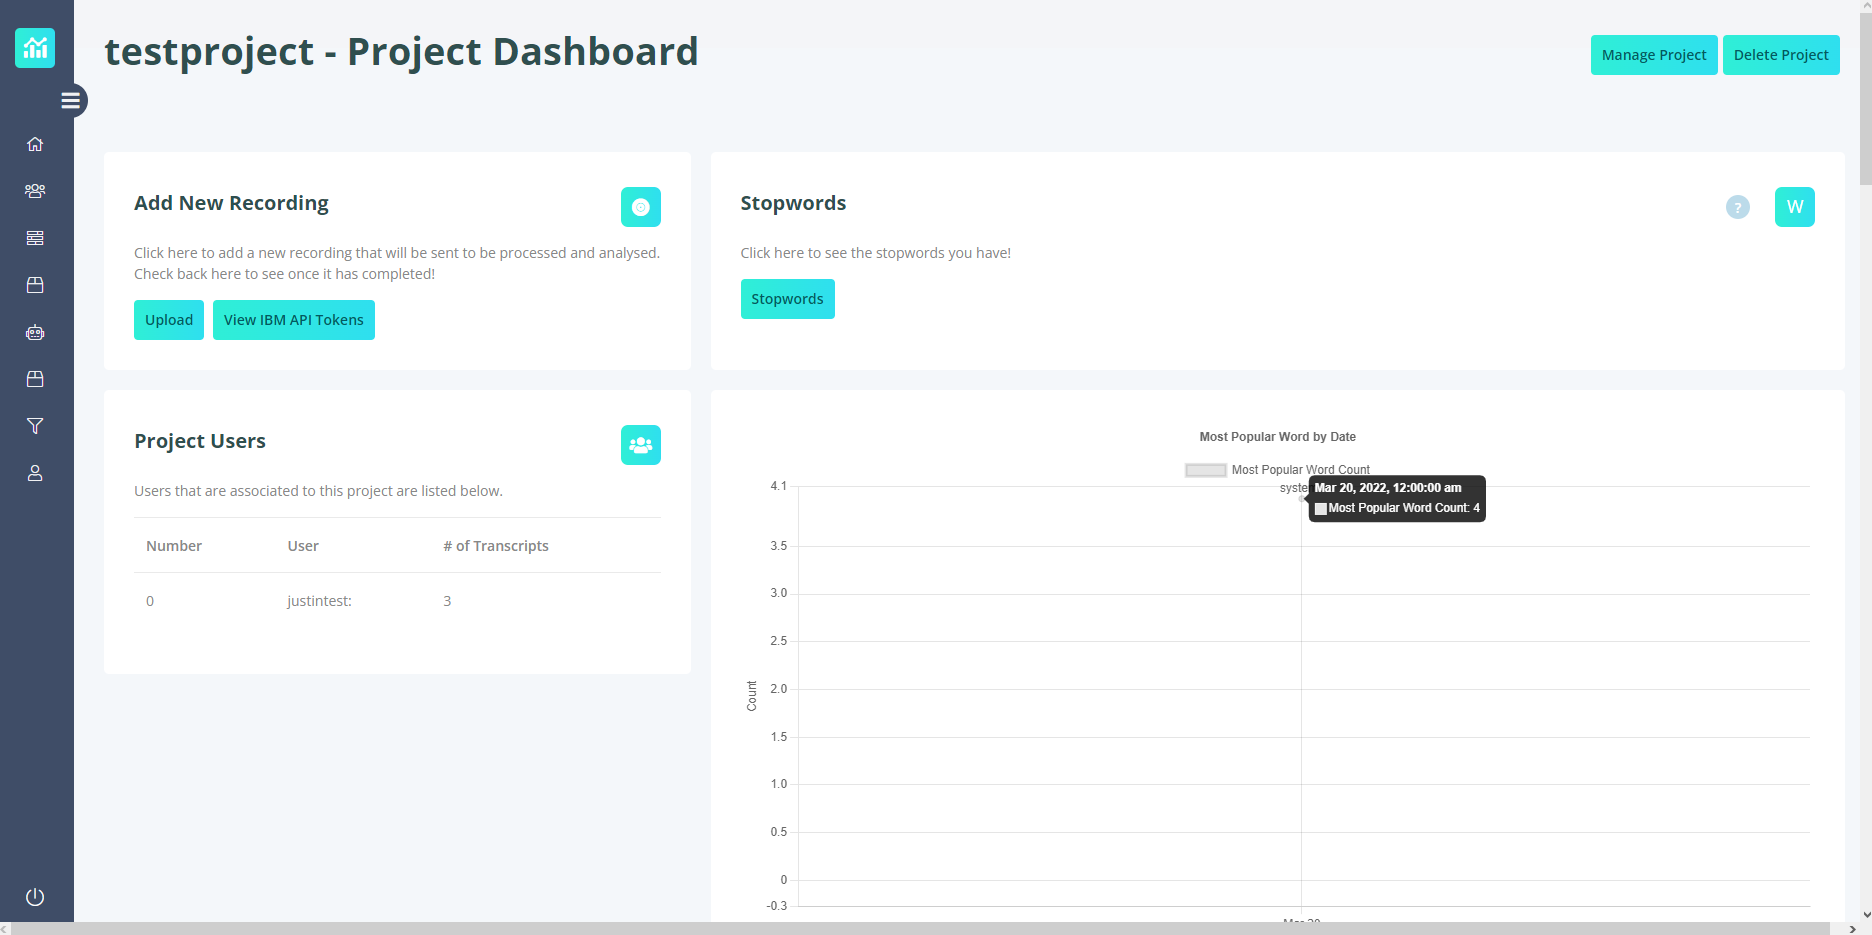 testproject - Project Dashboard
Manage Project
Delete Project
Add New Recording
Click here to add a new recording that will be sent to be processed and analysed.
Check back here to see once it has completed!
Upload
View IBM API Tokens
Stopwords
?
W
Click here to see the stopwords you have!
Stopwords
Project Users
Users that are associated to this project are listed below.
Number User # of Transcripts
0 justintest: 3
Most Popular Word by Date
Most Popular Word Count
Mar 20, 2022, 12:00:00 am
Most Popular Word Count: 4
4.1
3.5
3.0
2.5
2.0
1.5
1.0
0.5
0
-0.3
Count